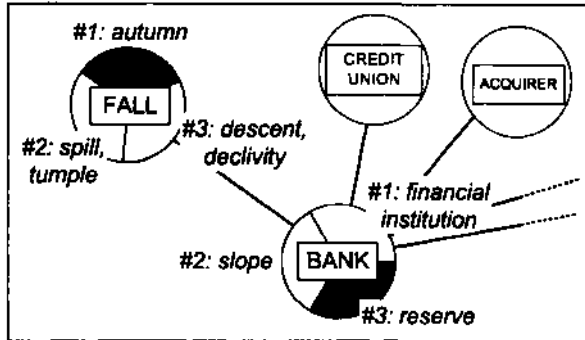 #1: autumn
FALL
#2: spill,
tumple
#3: descent,
declivity
CREDIT
UNION
ACQUIRER
#1: financial
institution
#2: slope
BANK
#3: reserve